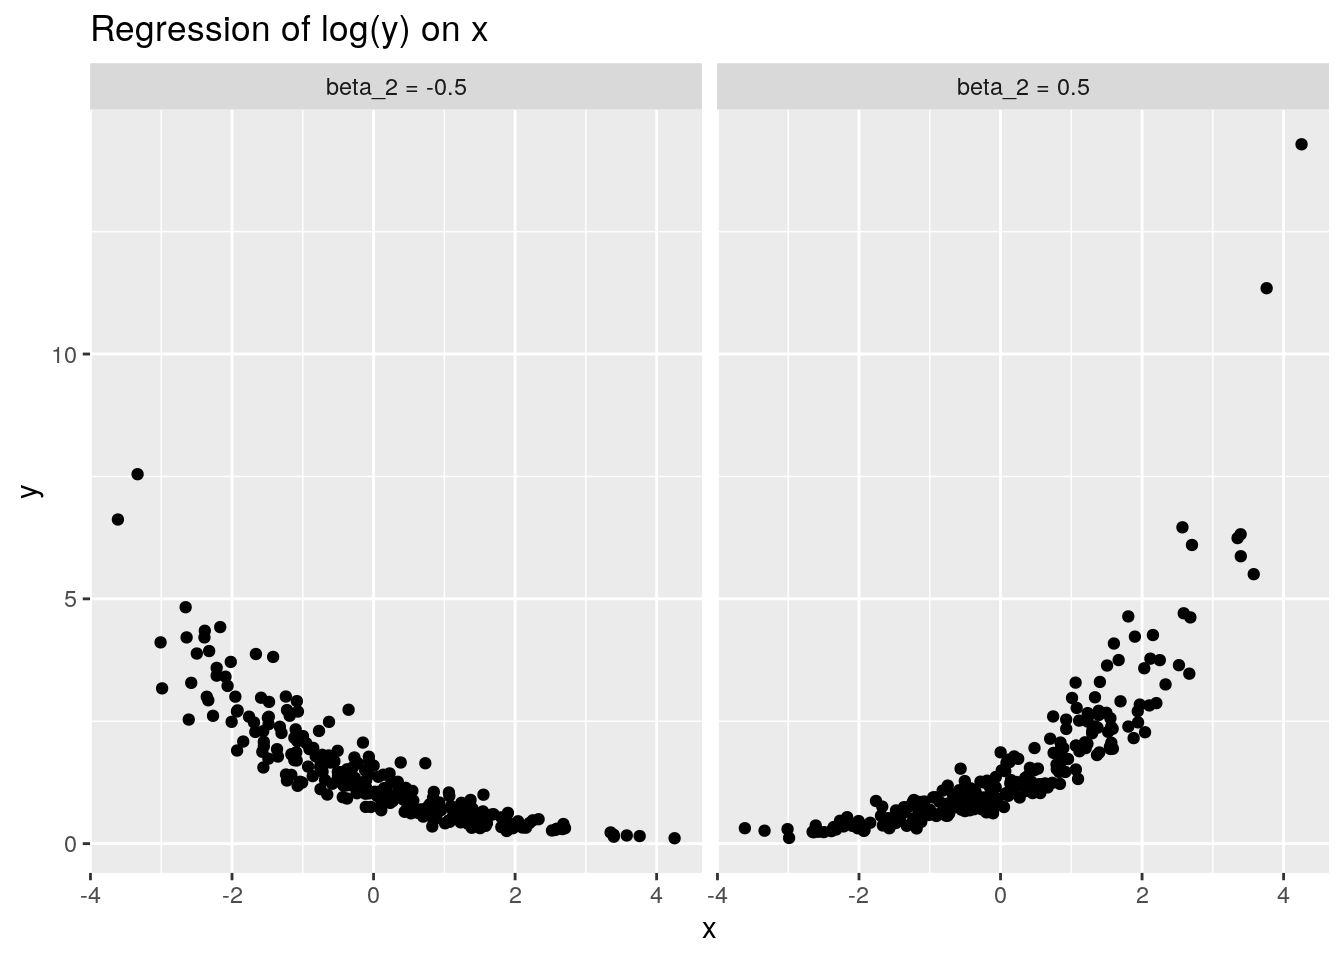 Regression of log(y) on x
beta_2 = -0.5
beta_2 = 0.5
10
5
0
y
-4 -2 0 2 4
-4 -2 0 2 4
x